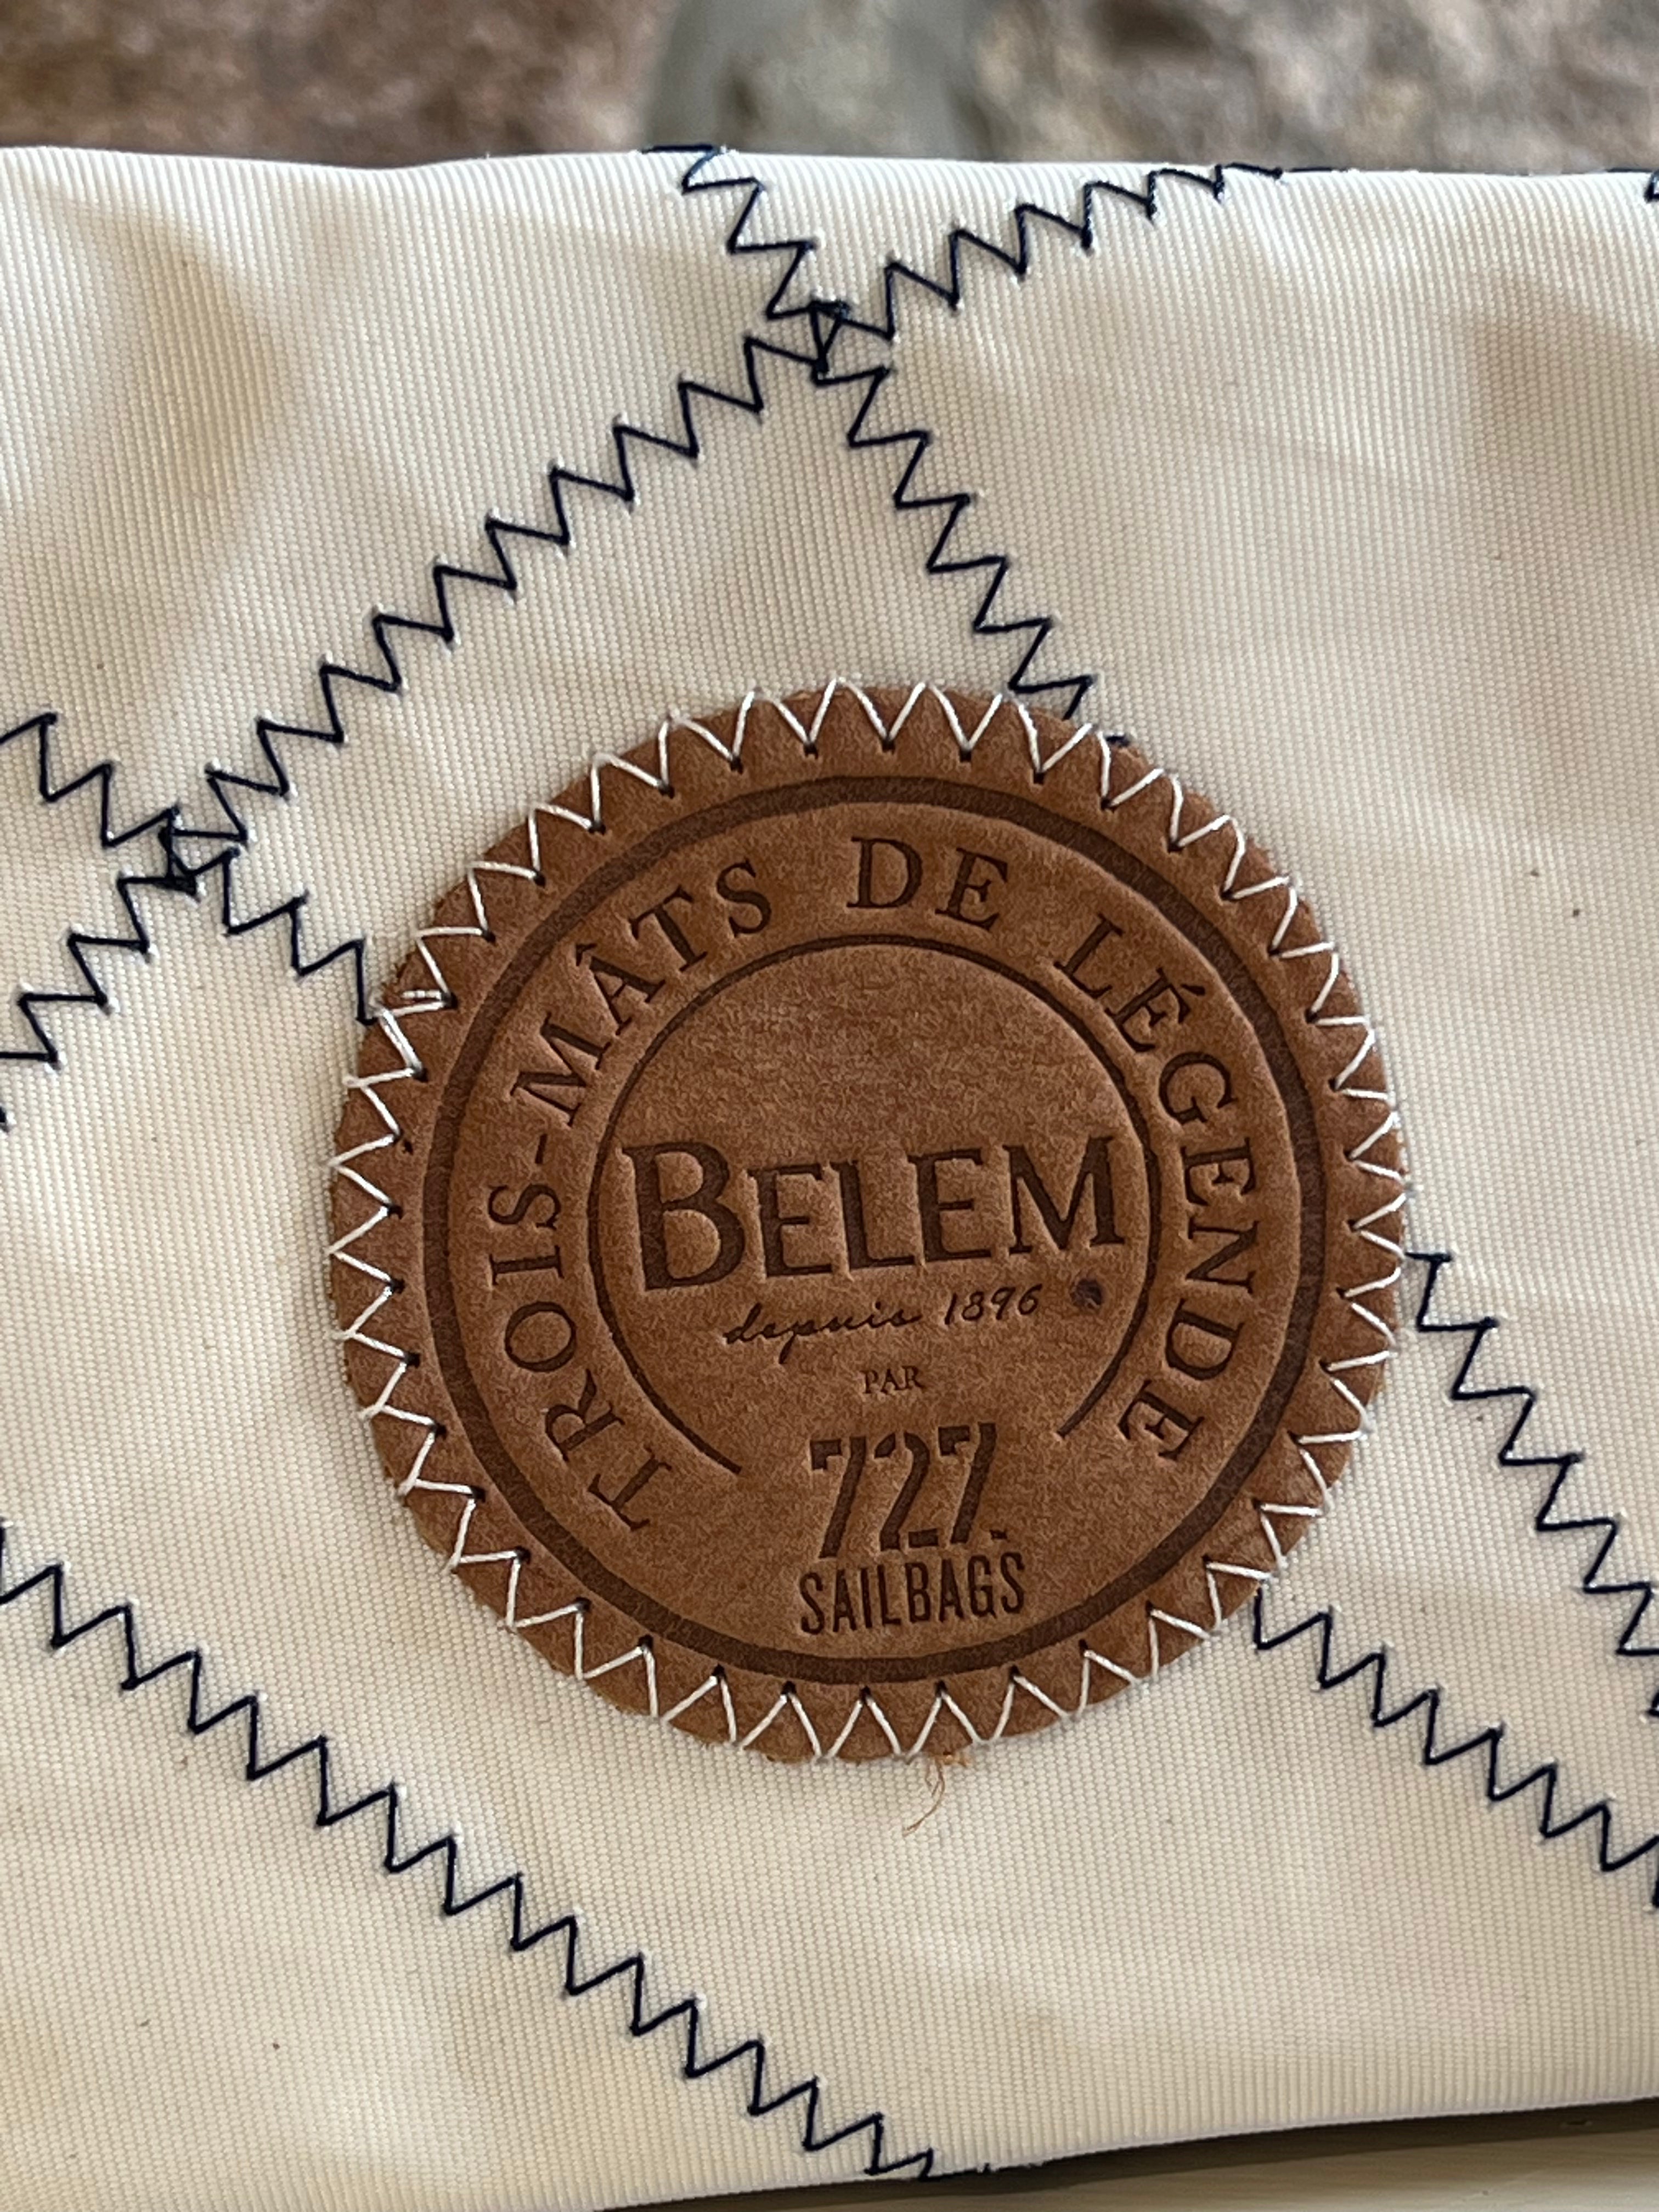 TROIS-MÂTS DE LÉGENDE
BELEM
depuis 1896
PAR
727
SAILBAGS